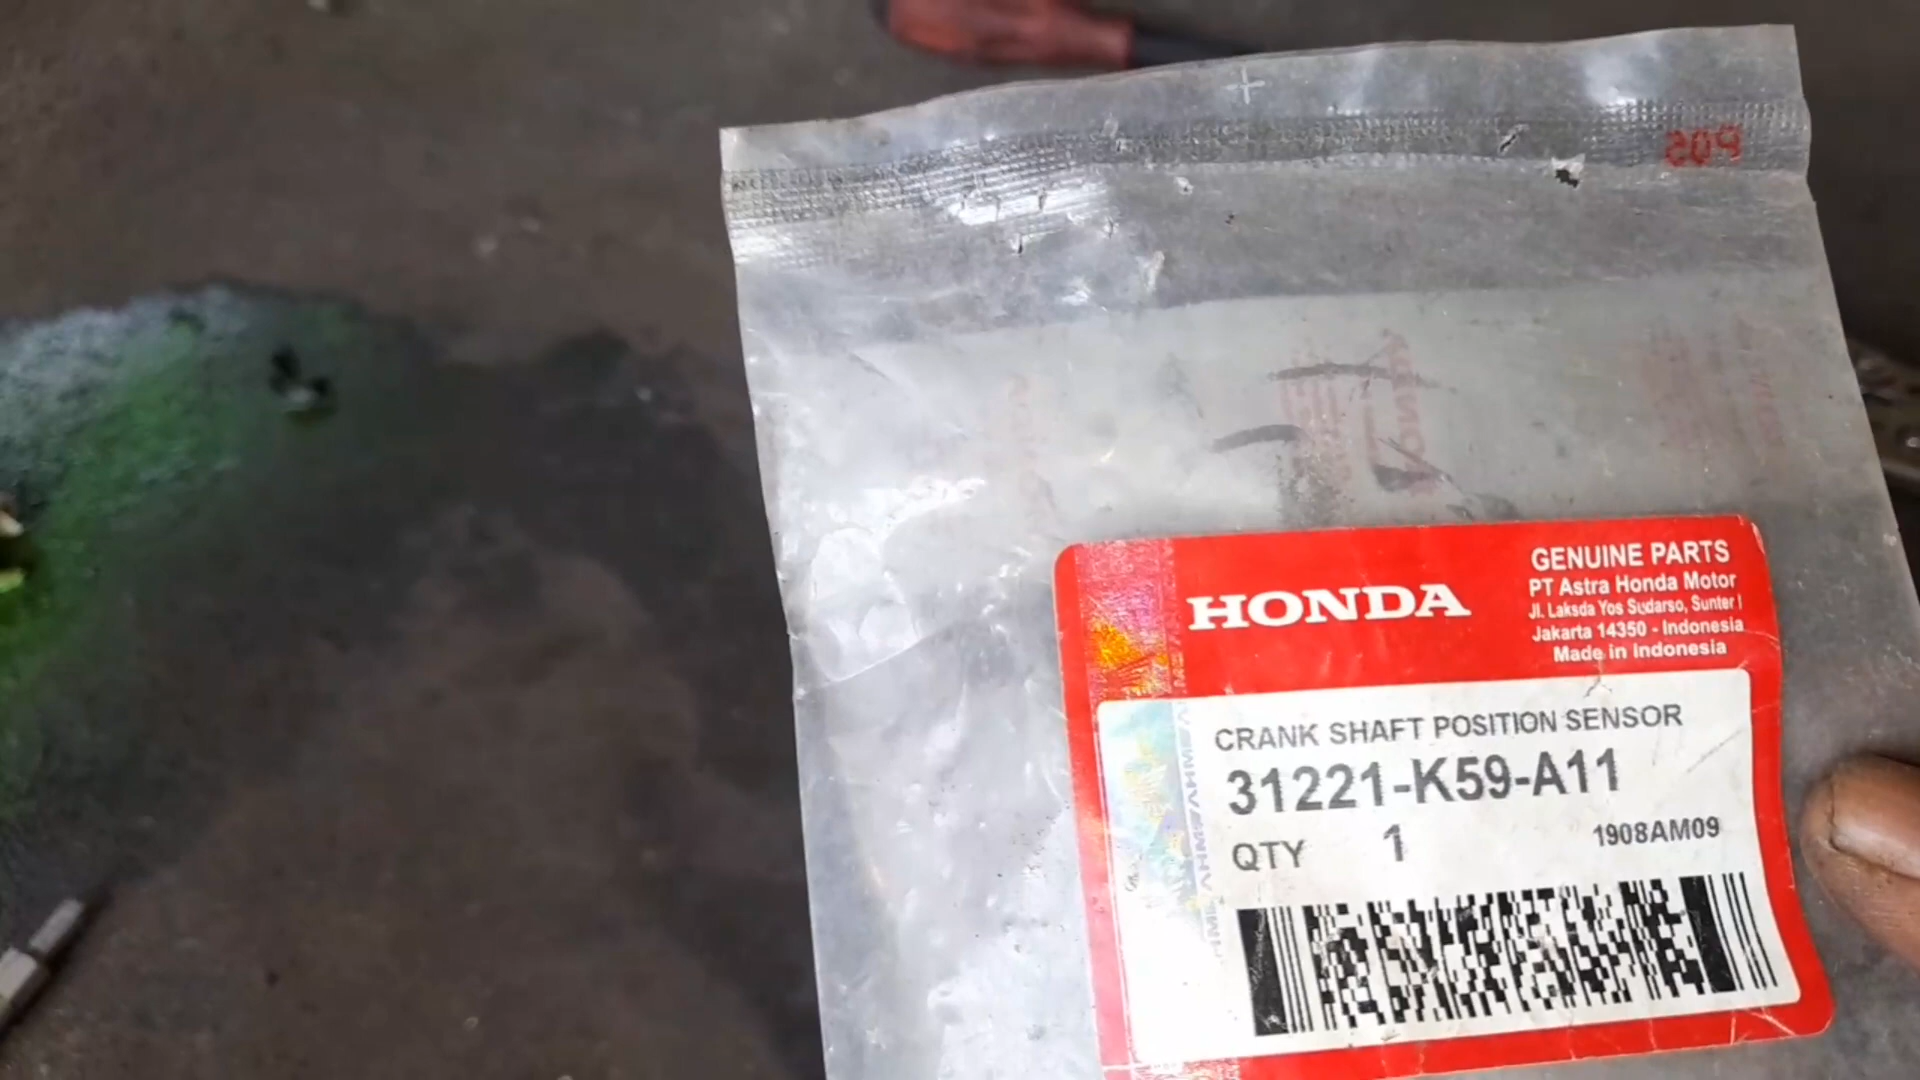 HONDA
GENUINE PARTS
PT Astra Honda Motor
Jl. Laksda Yos Sudarso, Sunter I
Jakarta 14350 - Indonesia
Made in Indonesia
CRANK SHAFT POSITION SENSOR
31221-K59-A11
QTY 1
1908AM09